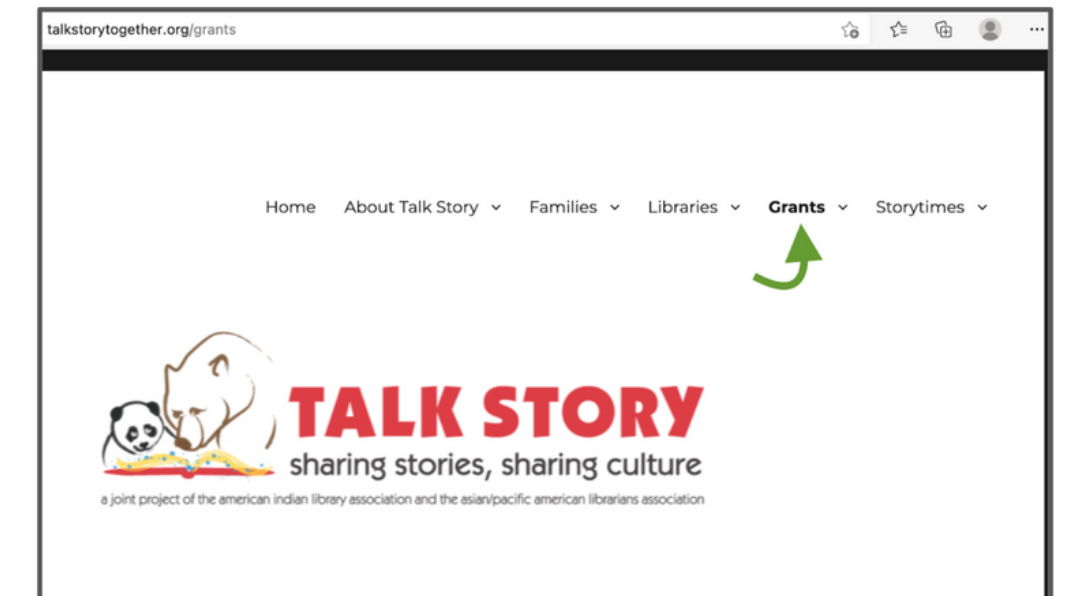 talkstorytogether.org/grants
Home About Talk Story Families Libraries Grants Storytimes
TALK STORY
sharing stories, sharing culture
a joint project of the american indian library association and the asian/pacific american librarians association